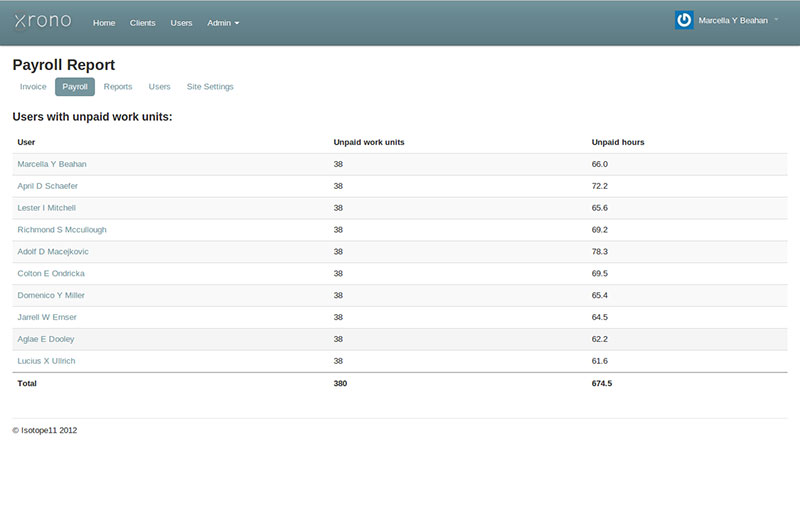 xrono Home Clients Users Admin Marcella Y Beahan
Payroll Report
Invoice Payroll Reports Users Site Settings
Users with unpaid work units:
User Unpaid work units Unpaid hours
Marcella Y Beahan 38 66.0
April D Schaefer 38 72.2
Lester I Mitchell 38 65.6
Richmond S Mccullough 38 69.2
Adolf D Macejkovic 38 78.3
Colton E Ondricka 38 69.5
Domenico Y Miller 38 65.4
Jarrell W Ernser 38 64.5
Aglae E Dooley 38 62.2
Lucius X Ullrich 38 61.6
Total 380 674.5
© Isotope11 2012